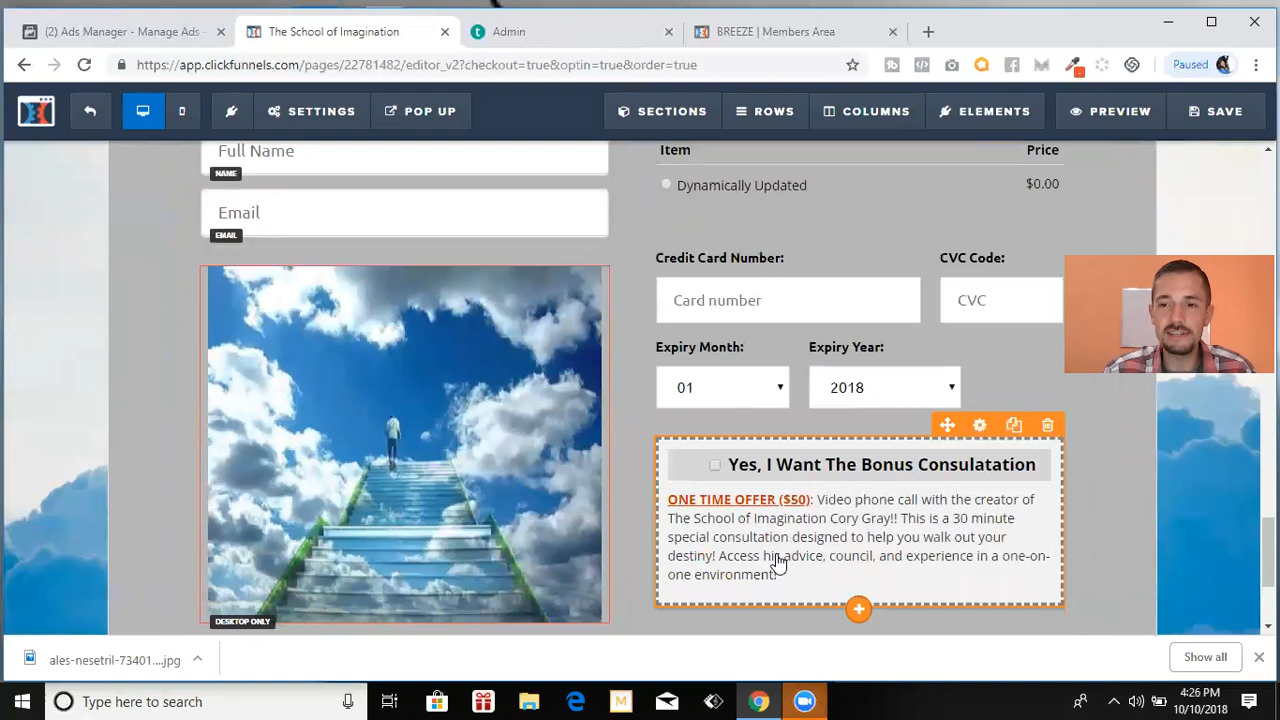 (2) Ads Manager - Manage Ads -
The School of Imagination
Admin
BREEZE | Members Area
https://app.clickfunnels.com/pages/22781482/editor_v2?checkout=true&optin=true&order=true
Paused
SETTINGS
POP UP
SECTIONS
ROWS
COLUMNS
ELEMENTS
PREVIEW
SAVE
Full Name
NAME
Email
EMAIL
DESKTOP ONLY
Item Price
Dynamically Updated $0.00
Credit Card Number: CVC Code:
Card number CVC
Expiry Month: Expiry Year:
01 2018
Yes, I Want The Bonus Consulatation
ONE TIME OFFER ($50): Video phone call with the creator of
The School of Imagination Cory Gray!! This is a 30 minute
special consultation designed to help you walk out your
destiny! Access his advice, council, and experience in a one-on-
one environment!
ales-nesetril-73401....jpg
Show all
Type here to search
4:26 PM
10/10/2018